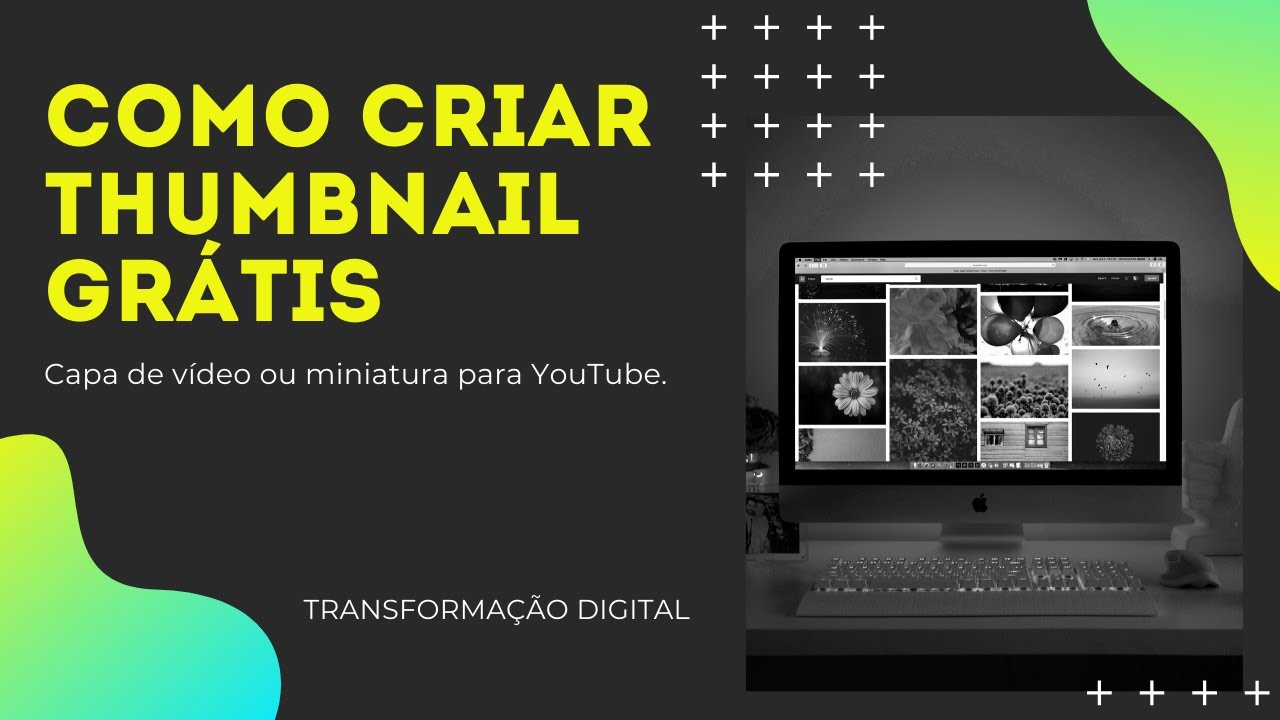 COMO CRIAR
THUMBNAIL
GRÁTIS
Capa de vídeo ou miniatura para YouTube.
TRANSFORMAÇÃO DIGITAL